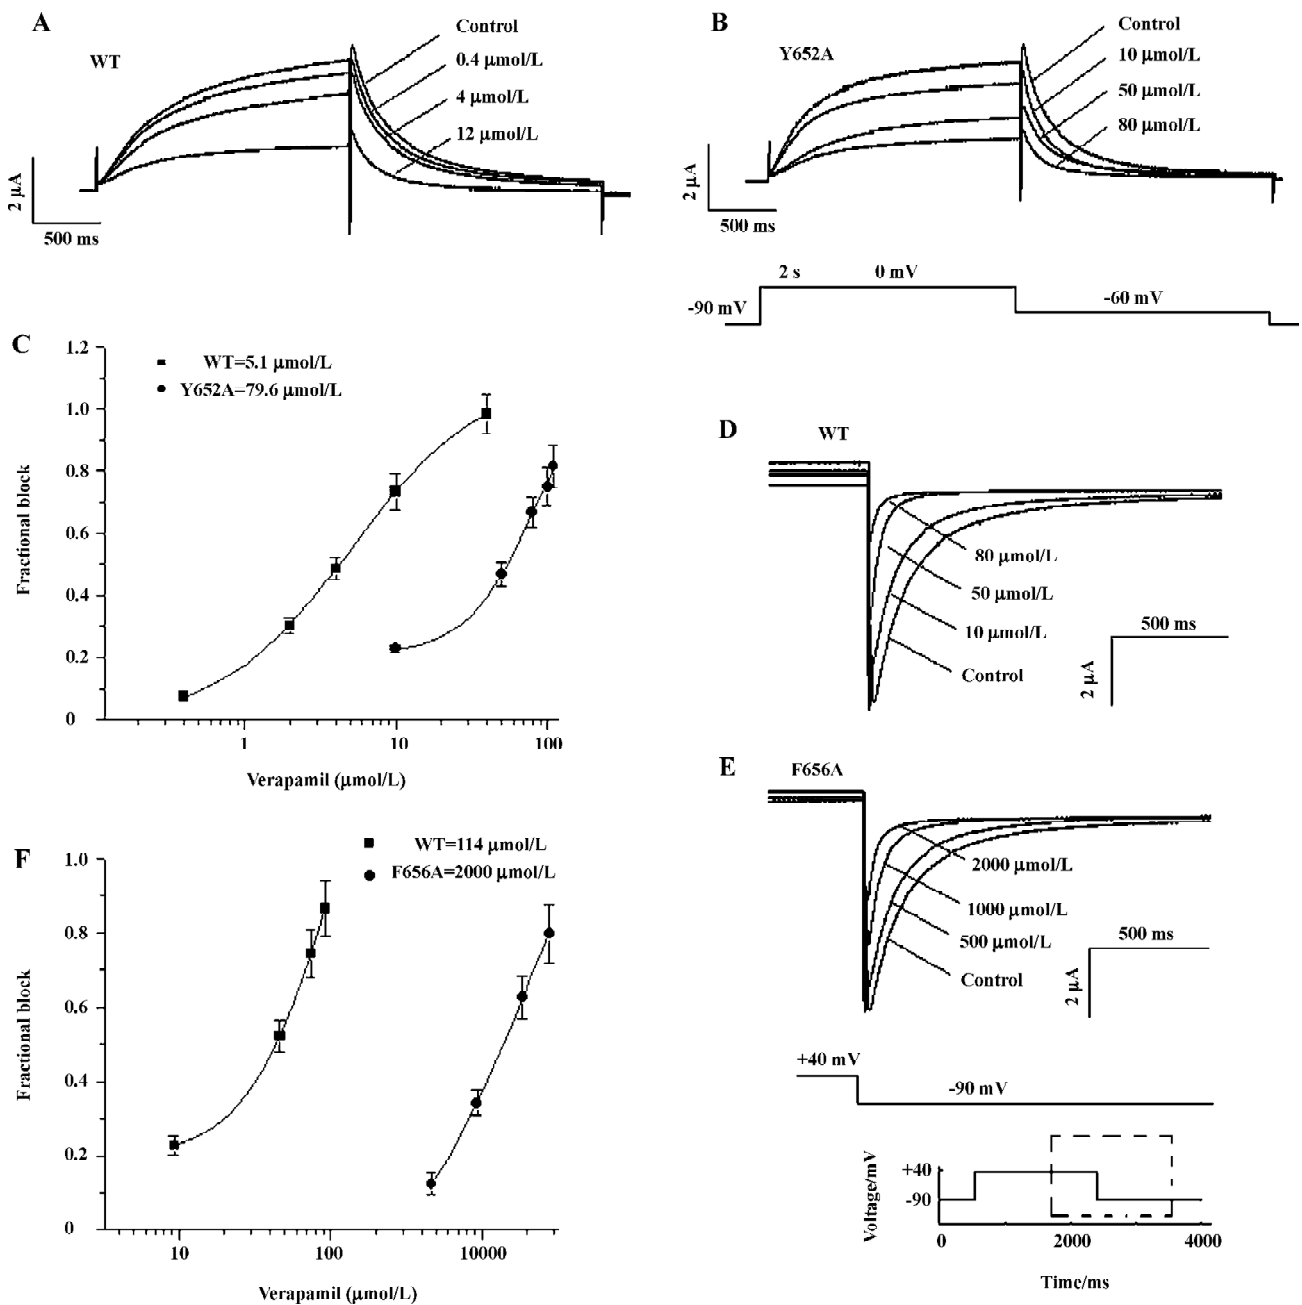 A
WT
Control
0.4 μmol/L
4 μmol/L
12 μmol/L
2 μA
500 ms
B
Y652A
Control
10 μmol/L
50 μmol/L
80 μmol/L
2 μA
500 ms
2 s
0 mV
-90 mV
-60 mV
C
1.2
1.0
0.8
0.6
0.4
0.2
0
Fractional block
WT=5.1 μmol/L
Y652A=79.6 μmol/L
1
10
100
Verapamil (μmol/L)
D
WT
80 μmol/L
50 μmol/L
10 μmol/L
Control
500 ms
2 μA
E
F656A
2000 μmol/L
1000 μmol/L
500 μmol/L
Control
500 ms
2 μA
+40 mV
-90 mV
Voltage/mV
+40
-90
0
2000
4000
Time/ms
F
WT=114 μmol/L
F656A=2000 μmol/L
1.0
0.8
0.6
0.4
0.2
0
Fractional block
10
100
10000
Verapamil (μmol/L)